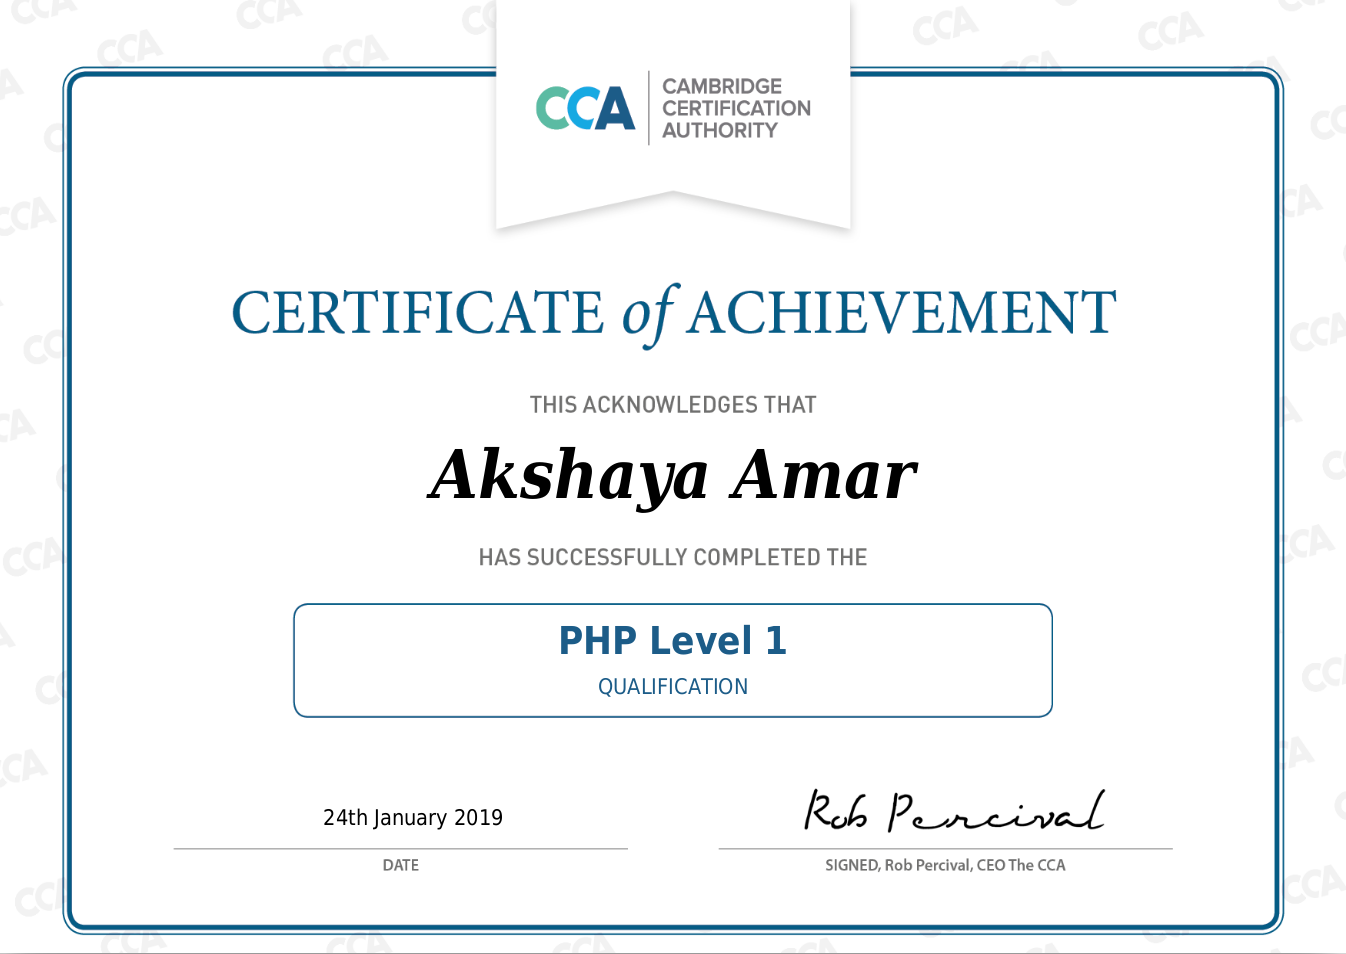 CCA
CAMBRIDGE
CERTIFICATION
AUTHORITY
CERTIFICATE of ACHIEVEMENT
THIS ACKNOWLEDGES THAT
Akshaya Amar
HAS SUCCESSFULLY COMPLETED THE
PHP Level 1
QUALIFICATION
24th January 2019
Rob Percival
DATE
SIGNED, Rob Percival, CEO The CCA